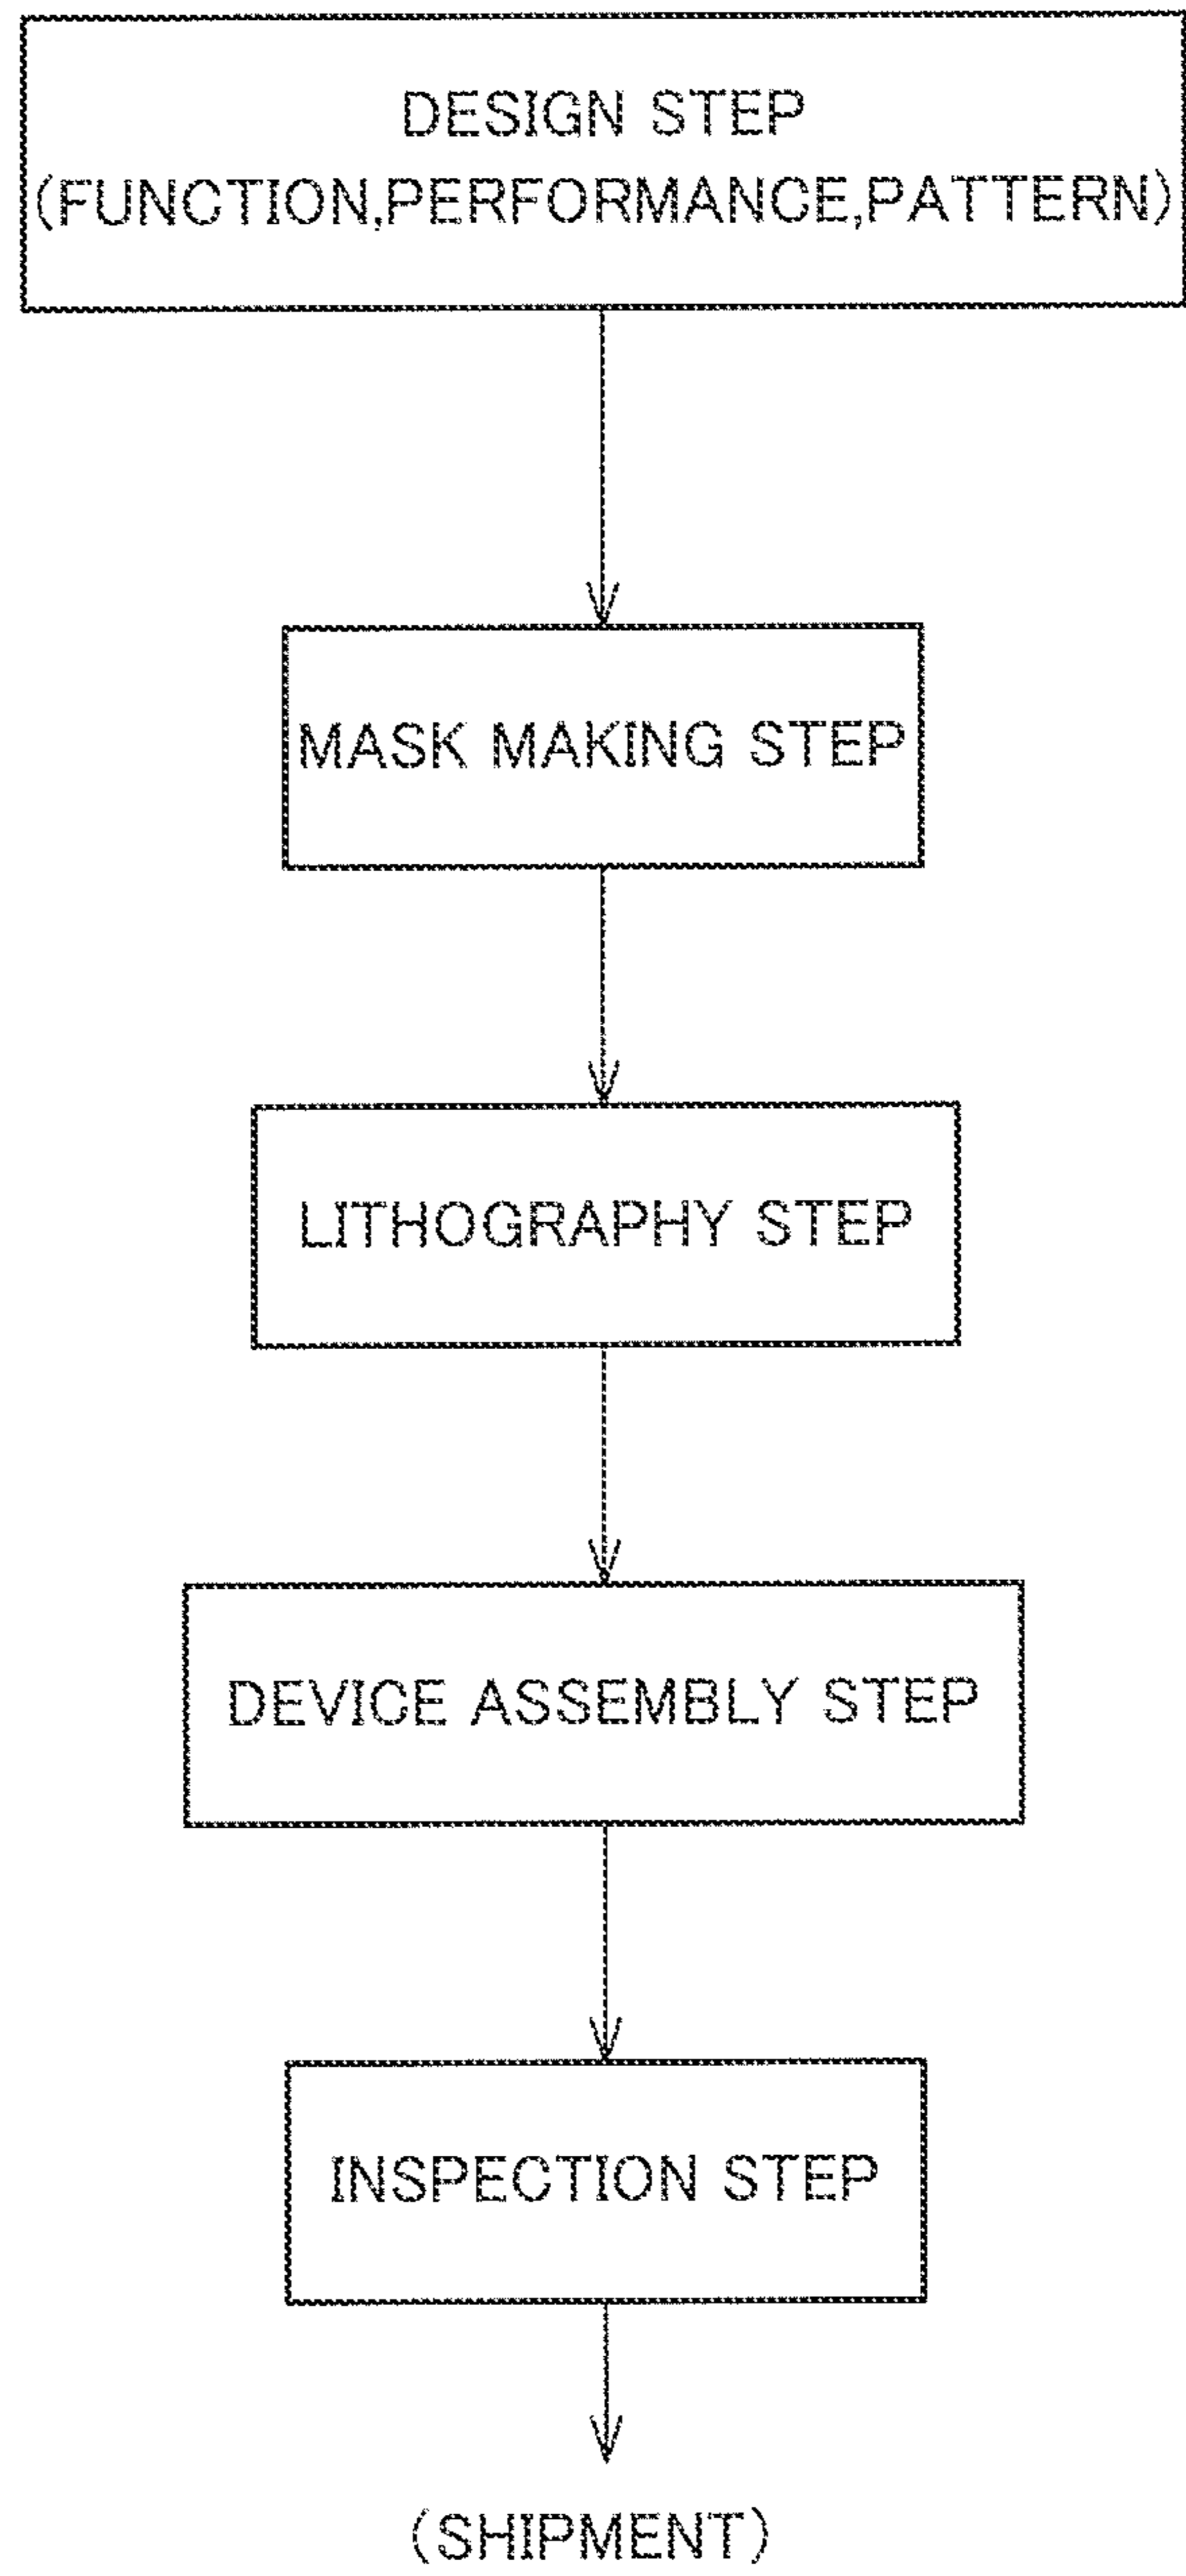 DESIGN STEP
(FUNCTION,PERFORMANCE,PATTERN)
MASK MAKING STEP
LITHOGRAPHY STEP
DEVICE ASSEMBLY STEP
INSPECTION STEP
(SHIPMENT)